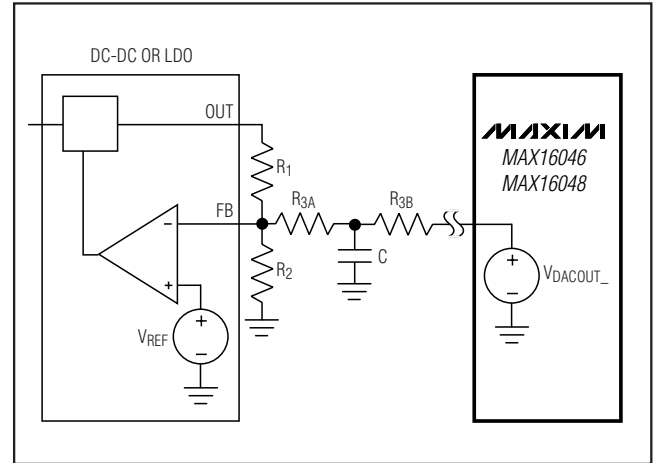 DC-DC OR LDO
OUT
R1
FB
R3A
R3B
R2
C
VREF
MAXIM
MAX16046
MAX16048
VDACOUT_
+
−
+
−
+
−